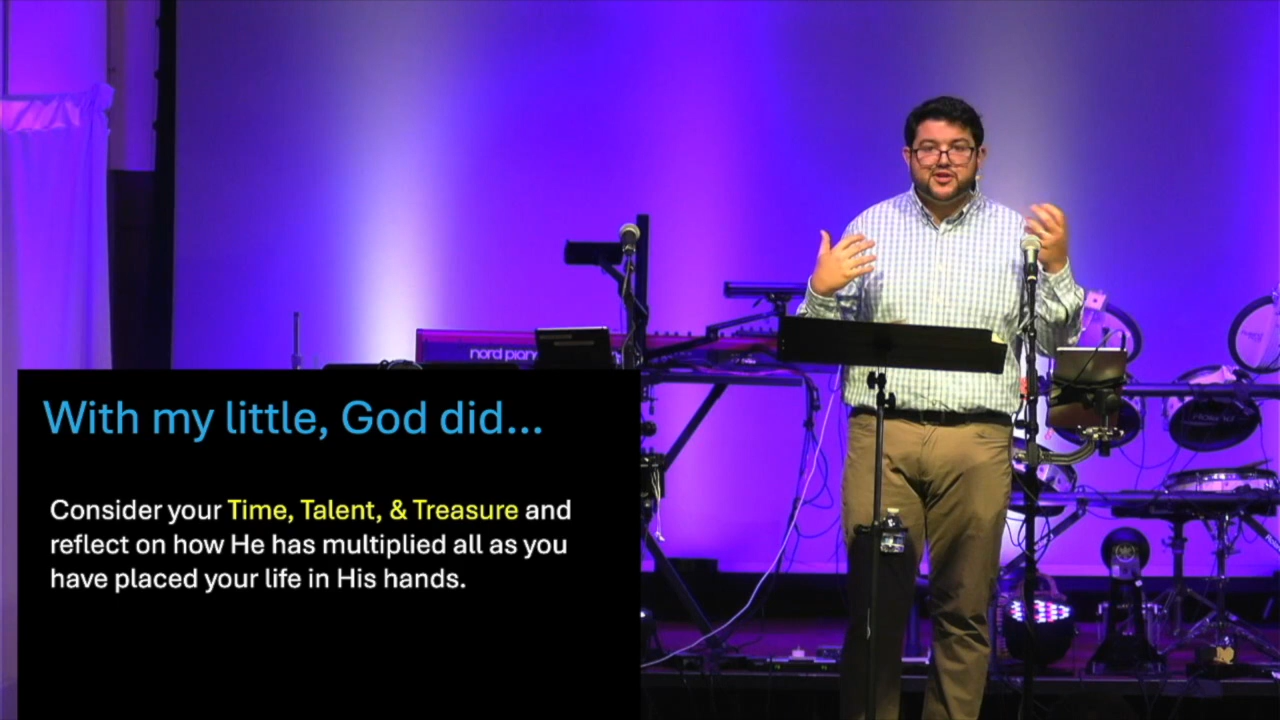 nord piano
With my little, God did...
Consider your Time, Talent, & Treasure and
reflect on how He has multiplied all as you
have placed your life in His hands.